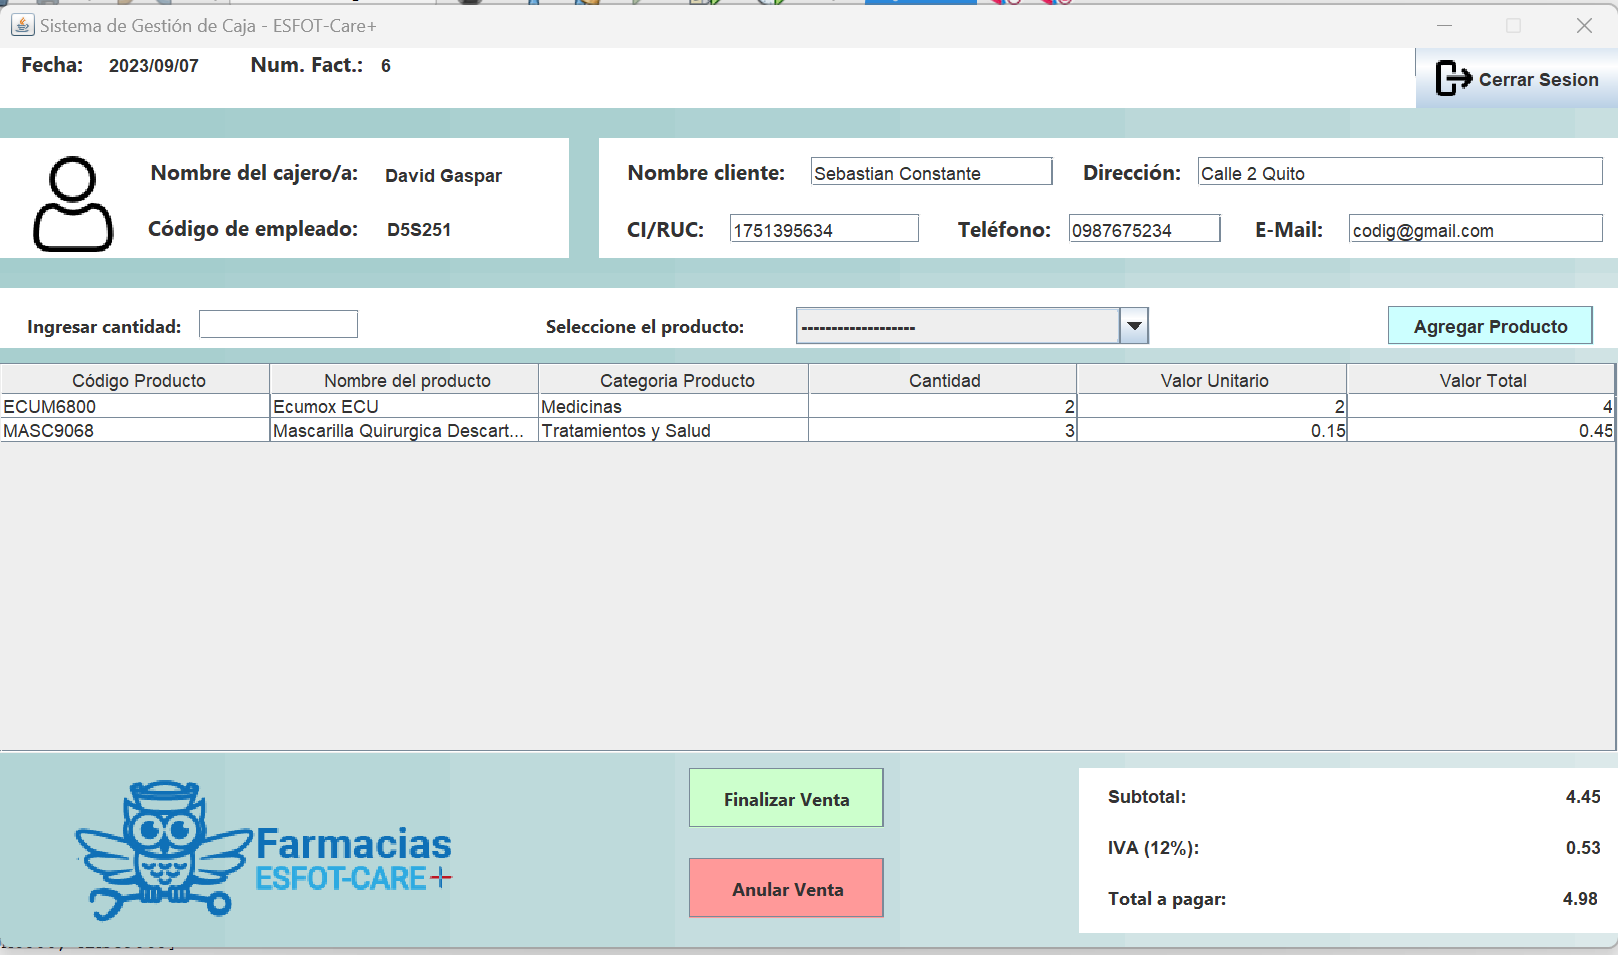 Sistema de Gestión de Caja - ESFOT-Care+
Fecha: 2023/09/07 Num. Fact.: 6
Cerrar Sesion
Nombre del cajero/a: David Gaspar
Código de empleado: D5S251
Nombre cliente: Sebastian Constante Dirección: Calle 2 Quito
CI/RUC: 1751395634 Teléfono: 0987675234 E-Mail: codig@gmail.com
Ingresar cantidad: Seleccione el producto: ------------------- Agregar Producto
Código Producto Nombre del producto Categoria Producto Cantidad Valor Unitario Valor Total
ECUM6800 Ecumox ECU Medicinas 2 2 4
MASC9068 Mascarilla Quirurgica Descart... Tratamientos y Salud 3 0.15 0.45
Farmacias
ESFOT-CARE+
Finalizar Venta
Anular Venta
Subtotal: 4.45
IVA (12%): 0.53
Total a pagar: 4.98